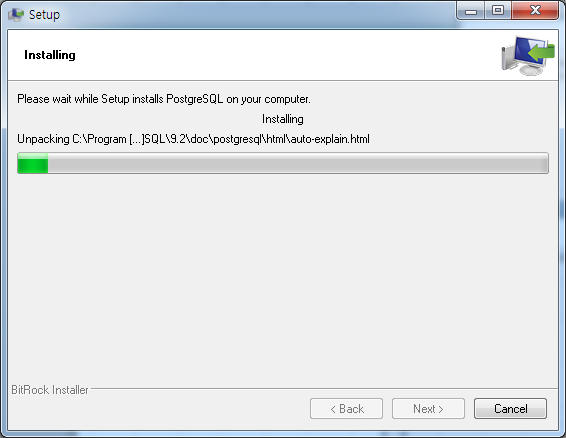 Setup
Installing
Please wait while Setup installs PostgreSQL on your computer.
Installing
Unpacking C:\Program [...]SQL\9.2\doc\postgresql\html\auto-explain.html
BitRock Installer
< Back
Next >
Cancel